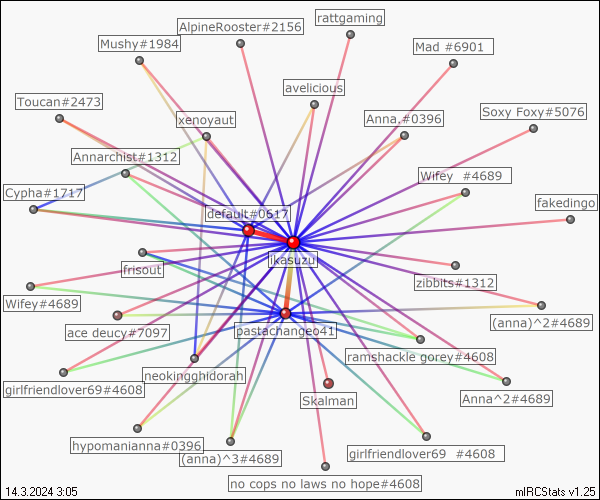 rattgaming
AlpineRooster#2156
Mushy#1984
Mad #6901
avelicious
Toucan#2473
xenoyaut
Anna,#0396
Soxy Foxy#5076
Annarchist#1312
Wifey #4689
Cypha#1717
default#0617
fakedingo
ikasuzu
frisout
zibbits#1312
Wifey#4689
ace deucy#7097
pastachangeo41
(anna)^2#4689
ramshackle gorey#4608
neokingghidorah
girlfriendlover69#4608
Skalman
Anna^2#4689
hypomanianna#0396
(anna)^3#4689
girlfriendlover69 #4608
no cops no laws no hope#4608
14.3.2024 3:05
mIRCStats v1.25